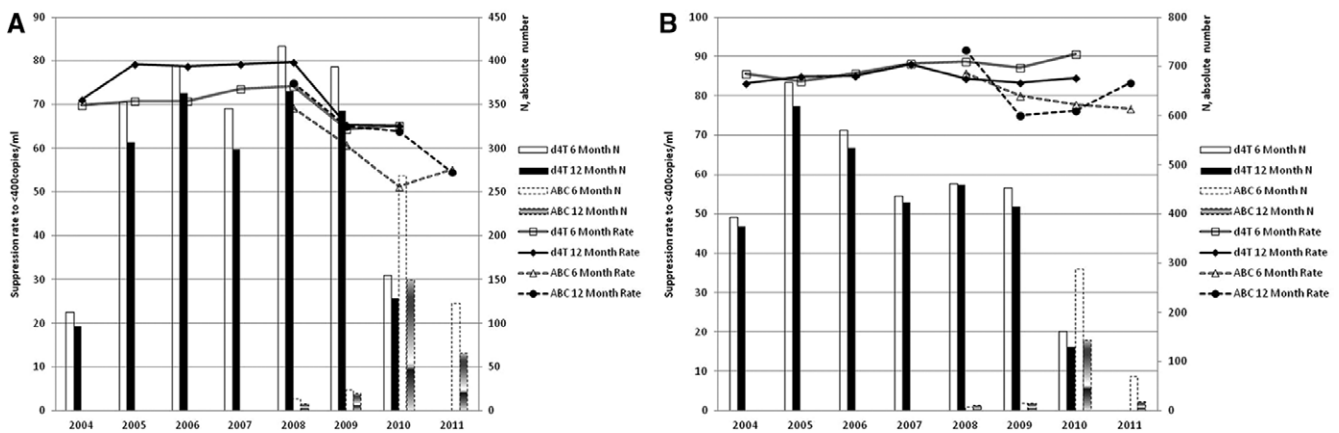 A
Suppression rate to <400copies/ml
90
80
70
60
50
40
30
20
10
0
450
400
350
300
250
200
150
100
50
0
N, absolute number
2004 2005 2006 2007 2008 2009 2010 2011
d4T 6 Month N
d4T 12 Month N
ABC 6 Month N
ABC 12 Month N
d4T 6 Month Rate
d4T 12 Month Rate
ABC 6 Month Rate
ABC 12 Month Rate
B
Suppression rate to <400copies/ml
100
90
80
70
60
50
40
30
20
10
0
800
700
600
500
400
300
200
100
0
N, absolute number
2004 2005 2006 2007 2008 2009 2010 2011
d4T 6 Month N
d4T 12 Month N
ABC 6 Month N
ABC 12 Month N
d4T 6 Month Rate
d4T 12 Month Rate
ABC 6 Month Rate
ABC 12 Month Rate